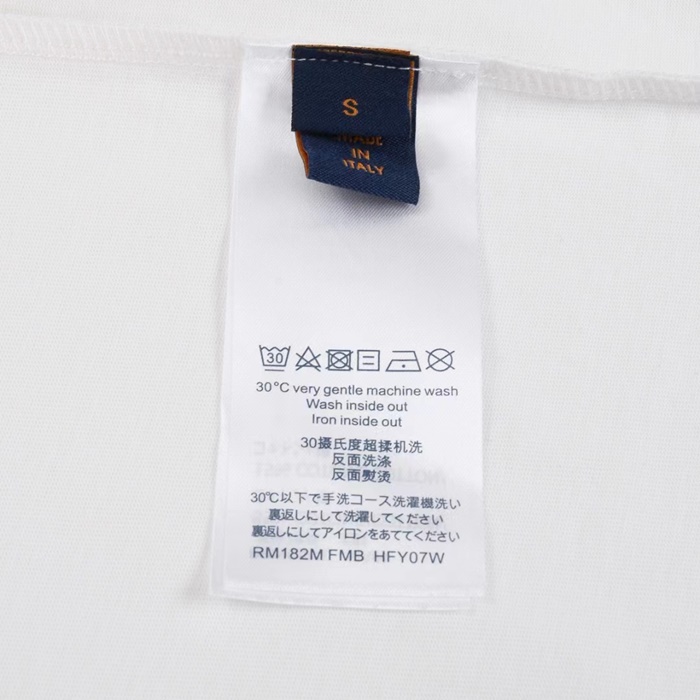 S
MADE
IN
ITALY
30
30°C very gentle machine wash
Wash inside out
Iron inside out
30摄氏度超揉机洗
反面洗涤
反面熨烫
30℃以下で手洗コース洗濯機洗い
裏返しにして洗濯してください
裏返しにしてアイロンをあててください
RM182M FMB HFY07W